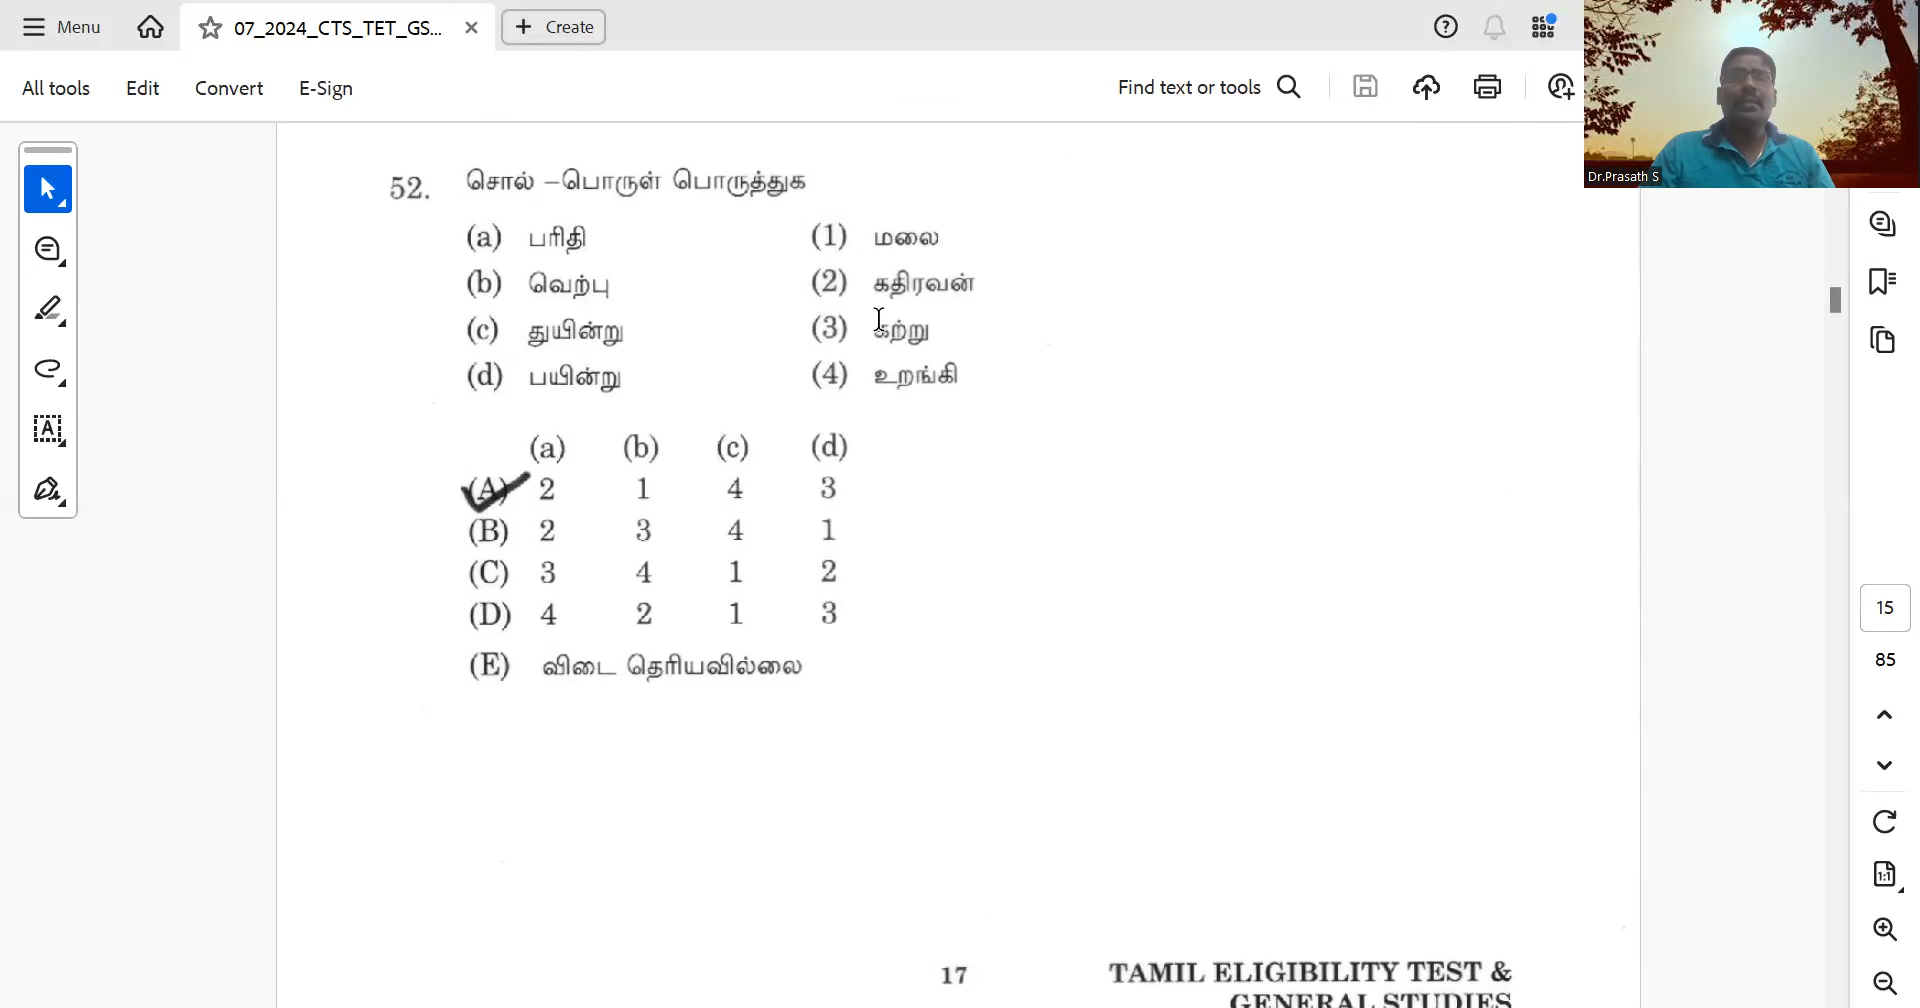 Menu
07_2024_CTS_TET_GS...
Create
All tools
Edit
Convert
E-Sign
Find text or tools
Dr.Prasath S
52. சொல் –பொருள் பொருத்துக
(a) பரிதி (1) மலை
(b) வெற்பு (2) கதிரவன்
(c) துயின்று (3) கற்று
(d) பயின்று (4) உறங்கி
(a) (b) (c) (d)
(A) 2 1 4 3
(B) 2 3 4 1
(C) 3 4 1 2
(D) 4 2 1 3
(E) விடை தெரியவில்லை
15
85
1:1
17 TAMIL ELIGIBILITY TEST &
GENERAL STUDIES